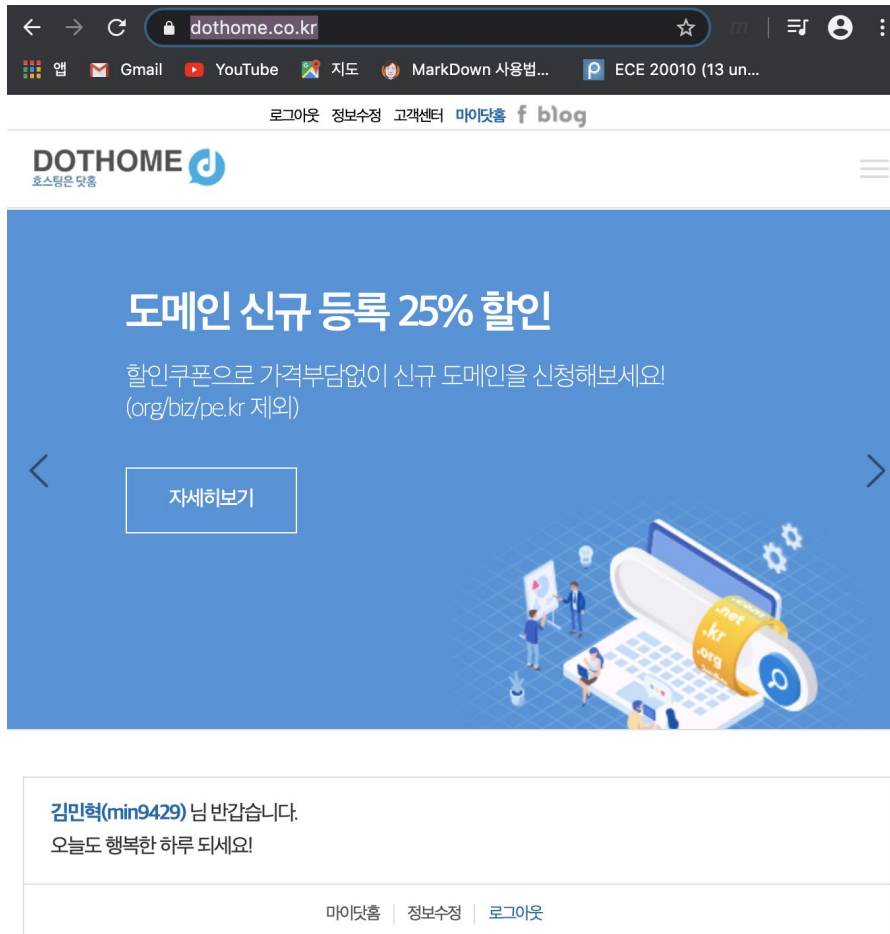 dothome.co.kr
앱 Gmail YouTube 지도 MarkDown 사용법... ECE 20010 (13 un...
로그아웃 정보수정 고객센터 마이닷홈 f blog
DOTHOME d
호스팅은 닷홈
도메인 신규 등록 25% 할인
할인쿠폰으로 가격부담없이 신규 도메인을 신청해보세요!
(org/biz/pe.kr 제외)
자세히보기
.com
.net
.kr
.org
김민혁(min9429) 님 반갑습니다.
오늘도 행복한 하루 되세요!
마이닷홈 정보수정 로그아웃